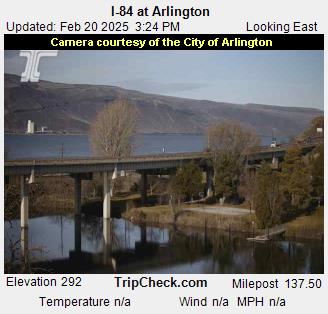 I-84 at Arlington
Updated: Feb 20 2025 3:24 PM Looking East
Camera courtesy of the City of Arlington
Elevation 292 TripCheck.com Milepost 137.50
Temperature n/a Wind n/a MPH n/a